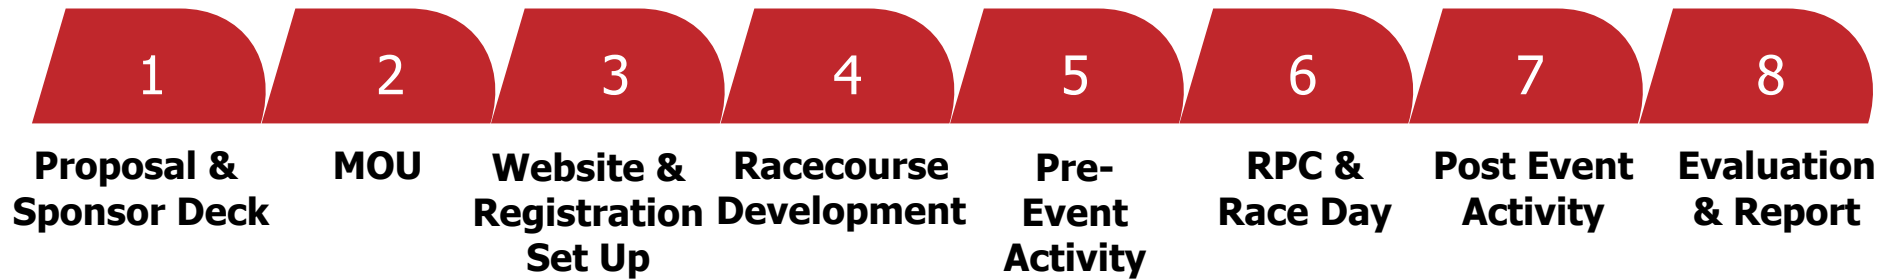 1
2
3
4
5
6
7
8
Proposal &
Sponsor Deck
MOU
Website &
Registration
Set Up
Racecourse
Development
Pre-
Event
Activity
RPC &
Race Day
Post Event
Activity
Evaluation
& Report